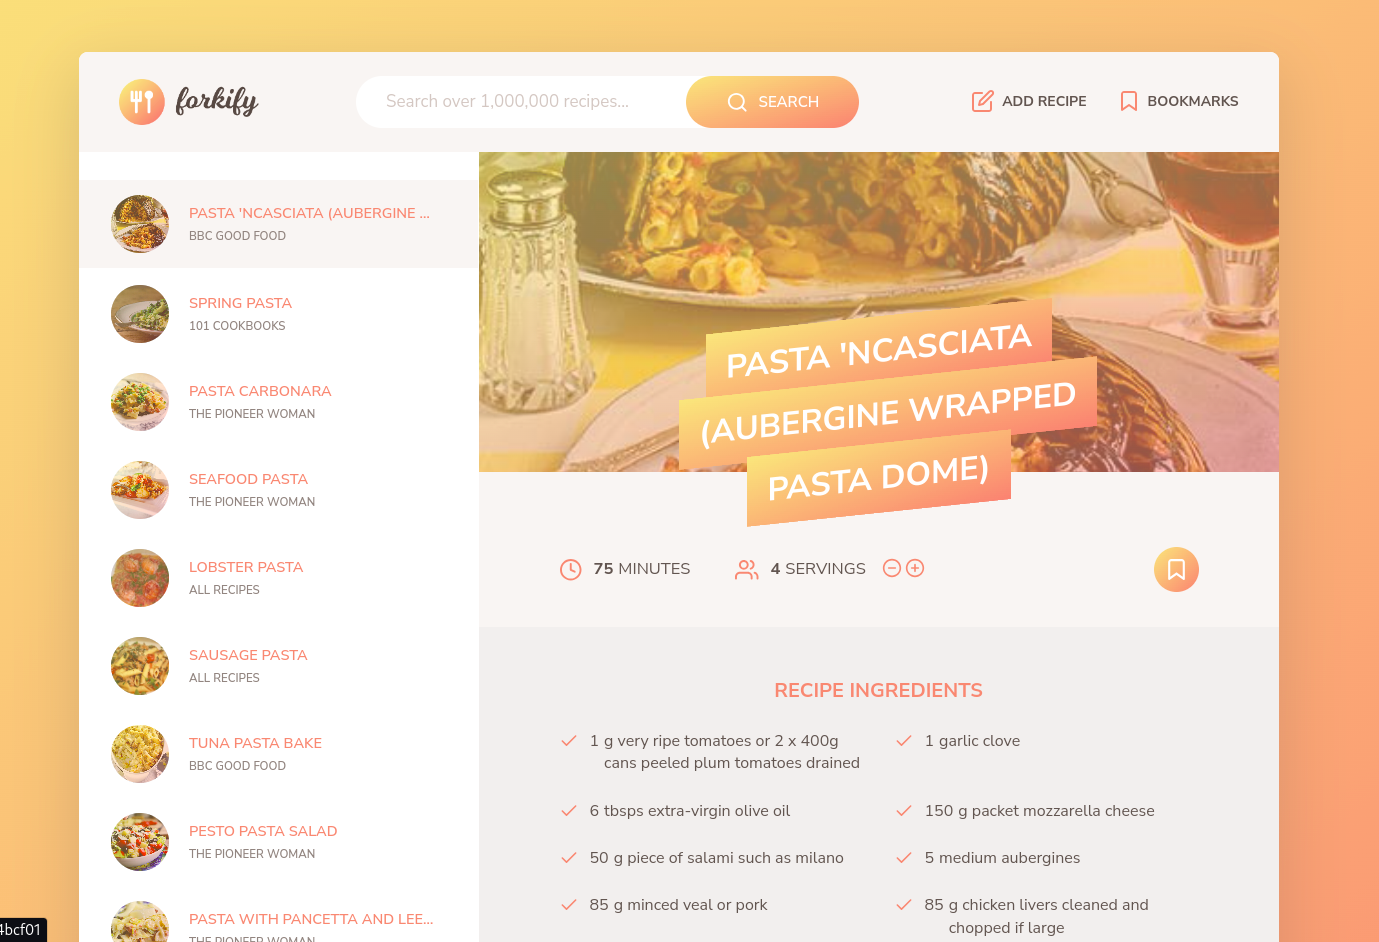 forkify
Search over 1,000,000 recipes...
SEARCH
ADD RECIPE
BOOKMARKS
PASTA 'NCASCIATA (AUBERGINE ...
BBC GOOD FOOD
SPRING PASTA
101 COOKBOOKS
PASTA CARBONARA
THE PIONEER WOMAN
SEAFOOD PASTA
THE PIONEER WOMAN
LOBSTER PASTA
ALL RECIPES
SAUSAGE PASTA
ALL RECIPES
TUNA PASTA BAKE
BBC GOOD FOOD
PESTO PASTA SALAD
THE PIONEER WOMAN
PASTA WITH PANCETTA AND LEE...
THE PIONEER WOMAN
4bcf01
PASTA 'NCASCIATA
(AUBERGINE WRAPPED
PASTA DOME)
75 MINUTES
4 SERVINGS
RECIPE INGREDIENTS
1 g very ripe tomatoes or 2 x 400g
cans peeled plum tomatoes drained
1 garlic clove
6 tbsps extra-virgin olive oil
150 g packet mozzarella cheese
50 g piece of salami such as milano
5 medium aubergines
85 g minced veal or pork
85 g chicken livers cleaned and
chopped if large